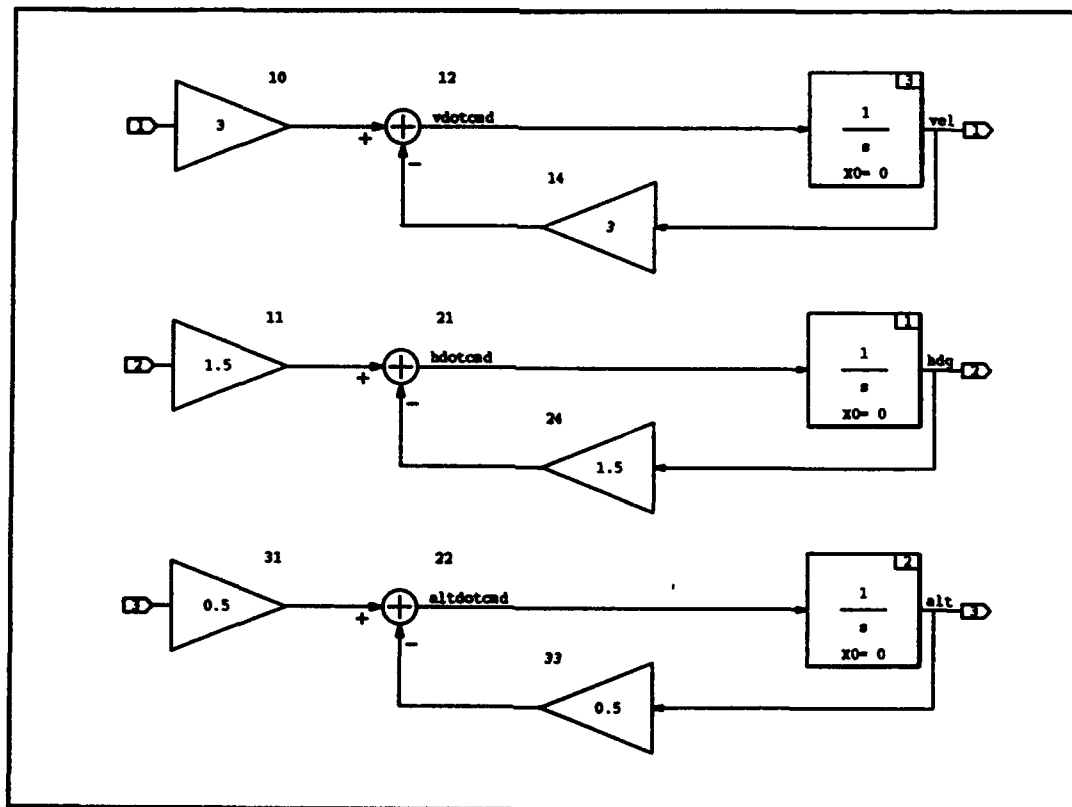 10 12 3
1 3 + vdotcmd 1 vel 1
− s
X0= 0
14
3
11 21 1
2 1.5 + hdotcmd 1 hdg 2
− s
X0= 0
24
1.5
31 22 2
3 0.5 + altdotcmd 1 alt 3
− s
X0= 0
33
0.5